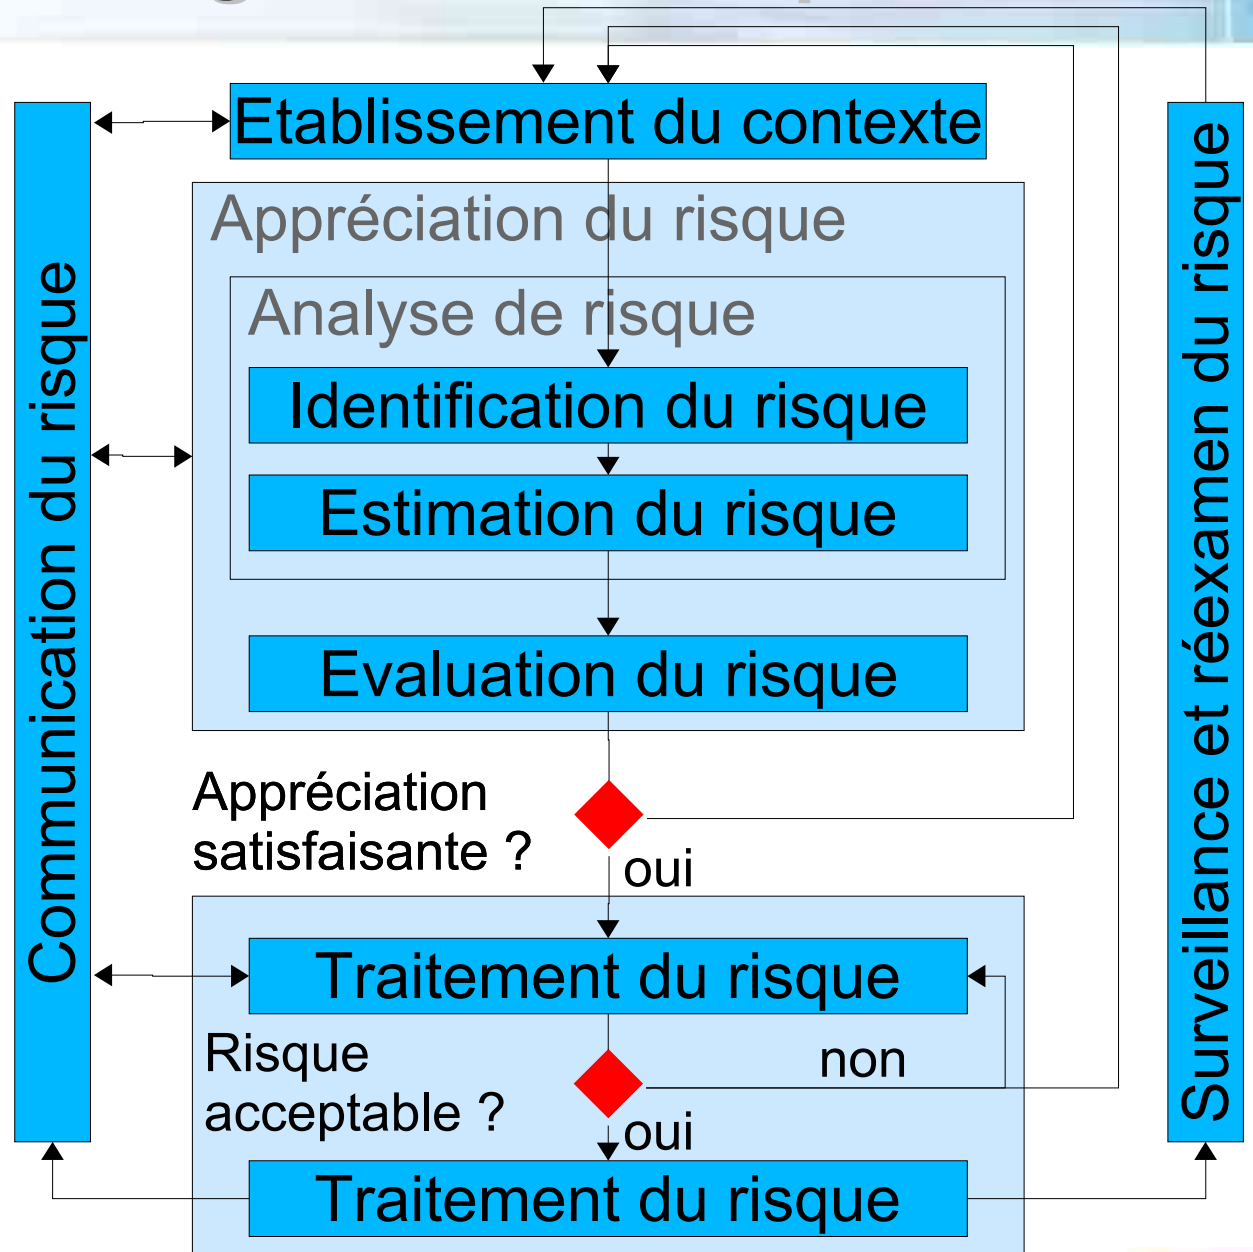 Etablissement du contexte
Appréciation du risque
Analyse de risque
Identification du risque
Estimation du risque
Evaluation du risque
Appréciation
satisfaisante ?
oui
Traitement du risque
Risque
acceptable ?
non
oui
Traitement du risque
Communication du risque
Surveillance et réexamen du risque